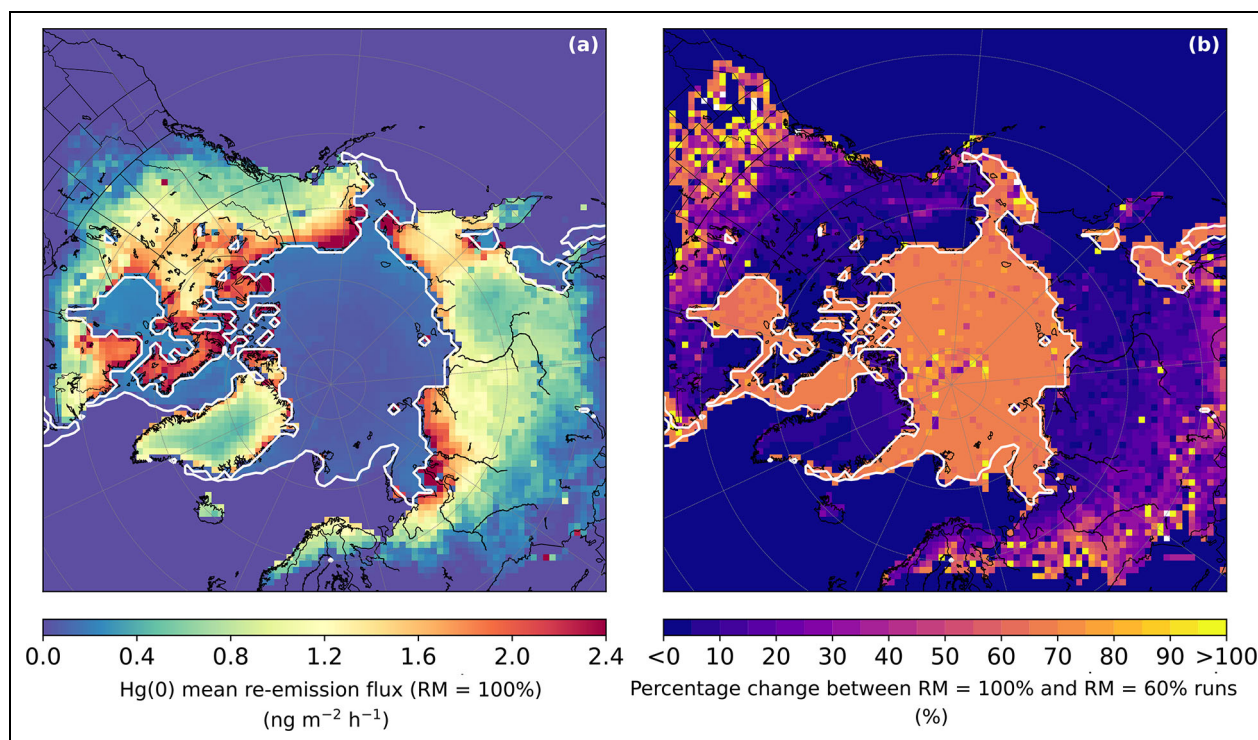 (a)
(b)
0.0 0.4 0.8 1.2 1.6 2.0 2.4
Hg(0) mean re-emission flux (RM = 100%)
(ng m⁻² h⁻¹)
<0 10 20 30 40 50 60 70 80 90 >100
Percentage change between RM = 100% and RM = 60% runs
(%)